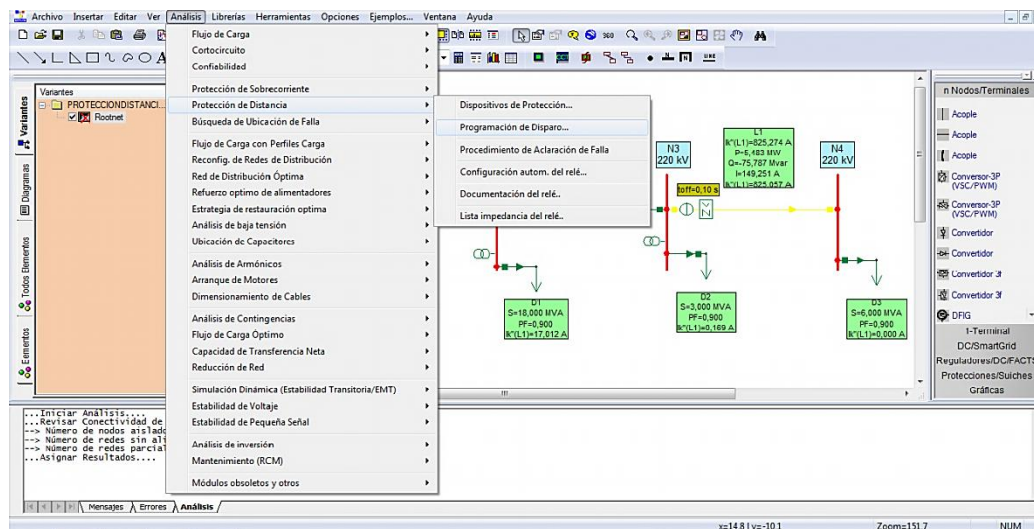 Archivo Insertar Editar Ver Análisis Librerías Herramientas Opciones Ejemplos... Ventana Ayuda
Variantes
PROTECCIONDISTANCI...
Rootnet
Variantes
Diagramas
Todos Elementos
Elementos
Flujo de Carga
Cortocircuito
Confiabilidad
Protección de Sobrecorriente
Protección de Distancia
Búsqueda de Ubicación de Falla
Flujo de Carga con Perfiles Carga
Reconfig. de Redes de Distribución
Red de Distribución Óptima
Refuerzo optimo de alimentadores
Estrategia de restauración optima
Análisis de baja tensión
Ubicación de Capacitores
Análisis de Armónicos
Arranque de Motores
Dimensionamiento de Cables
Análisis de Contingencias
Flujo de Carga Óptimo
Capacidad de Transferencia Neta
Reducción de Red
Simulación Dinámica (Estabilidad Transitoria/EMT)
Estabilidad de Voltaje
Estabilidad de Pequeña Señal
Análisis de inversión
Mantenimiento (RCM)
Módulos obsoletos y otros
Dispositivos de Protección...
Programación de Disparo...
Procedimiento de Aclaración de Falla
Configuración autom. del relé...
Documentación del relé..
Lista impedancia del relé..
L1
Ik"(L1)=825,274 A
P=5,483 MW
Q=-75,787 Mvar
I=149,251 A
Ik"(L1)=825,057 A
N3
220 kV
N4
220 kV
toff=0,10 s
D1
S=18,000 MVA
PF=0,900
Ik"(L1)=17,012 A
D2
S=3,000 MVA
PF=0,900
Ik"(L1)=0,169 A
D3
S=6,000 MVA
PF=0,900
Ik"(L1)=0,000 A
n Nodos/Terminales
Acople
Acople
Acople
Conversor-3P
(VSC/PWM)
Conversor-3P
(VSC/PWM)
Convertidor
Convertidor
Convertidor 3f
Convertidor 3f
DFIG
1-Terminal
DC/SmartGrid
Reguladores/DC/FACTS
Protecciones/Suiches
Gráficas
...Iniciar Análisis....
...Revisar Conectividad de
--> Número de nodos aislado
--> Número de redes sin ali
--> Número de redes parcial
...Asignar Resultados....
Mensajes Errores Análisis
x=14.8 | y=-10.1 Zoom=151.7 NUM